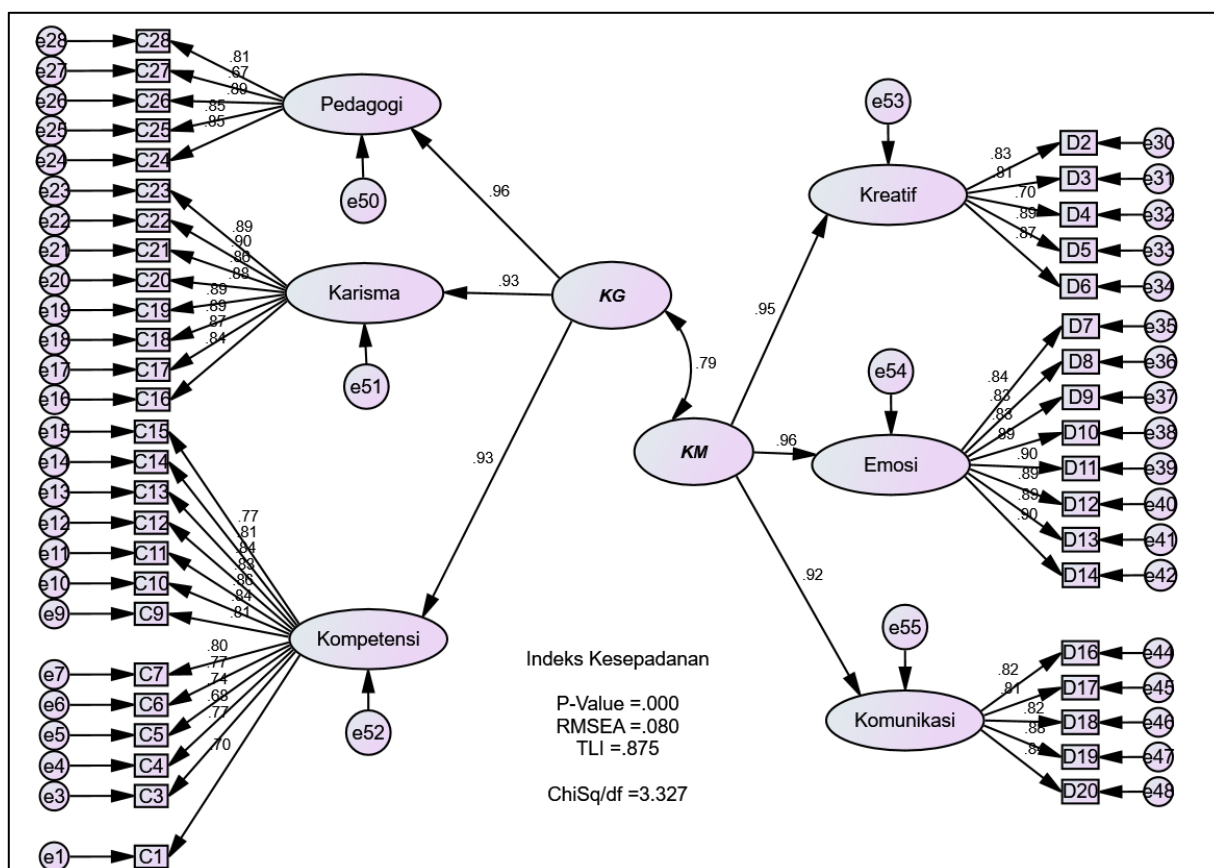 e28 C28
e27 C27
e26 C26
e25 C25
e24 C24
.81
.67
.89
.85
.85
Pedagogi
e50
e23 C23
e22 C22
e21 C21
e20 C20
e19 C19
e18 C18
e17 C17
e16 C16
.89
.90
.86
.88
.89
.89
.87
.84
Karisma
e51
e15 C15
e14 C14
e13 C13
e12 C12
e11 C11
e10 C10
e9 C9
e7 C7
e6 C6
e5 C5
e4 C4
e3 C3
e1 C1
.77
.81
.84
.83
.86
.84
.81
.80
.77
.74
.68
.77
.70
Kompetensi
e52
.96
.93
.93
KG
.79
KM
.95
.96
.92
e53
Kreatif
.83
.81
.70
.89
.87
D2 e30
D3 e31
D4 e32
D5 e33
D6 e34
e54
Emosi
.84
.83
.83
.89
.90
.89
.89
.90
D7 e35
D8 e36
D9 e37
D10 e38
D11 e39
D12 e40
D13 e41
D14 e42
e55
Komunikasi
.82
.81
.82
.88
D16 e44
D17 e45
D18 e46
D19 e47
D20 e48
Indeks Kesepadanan
P-Value =.000
RMSEA =.080
TLI =.875
ChiSq/df =3.327